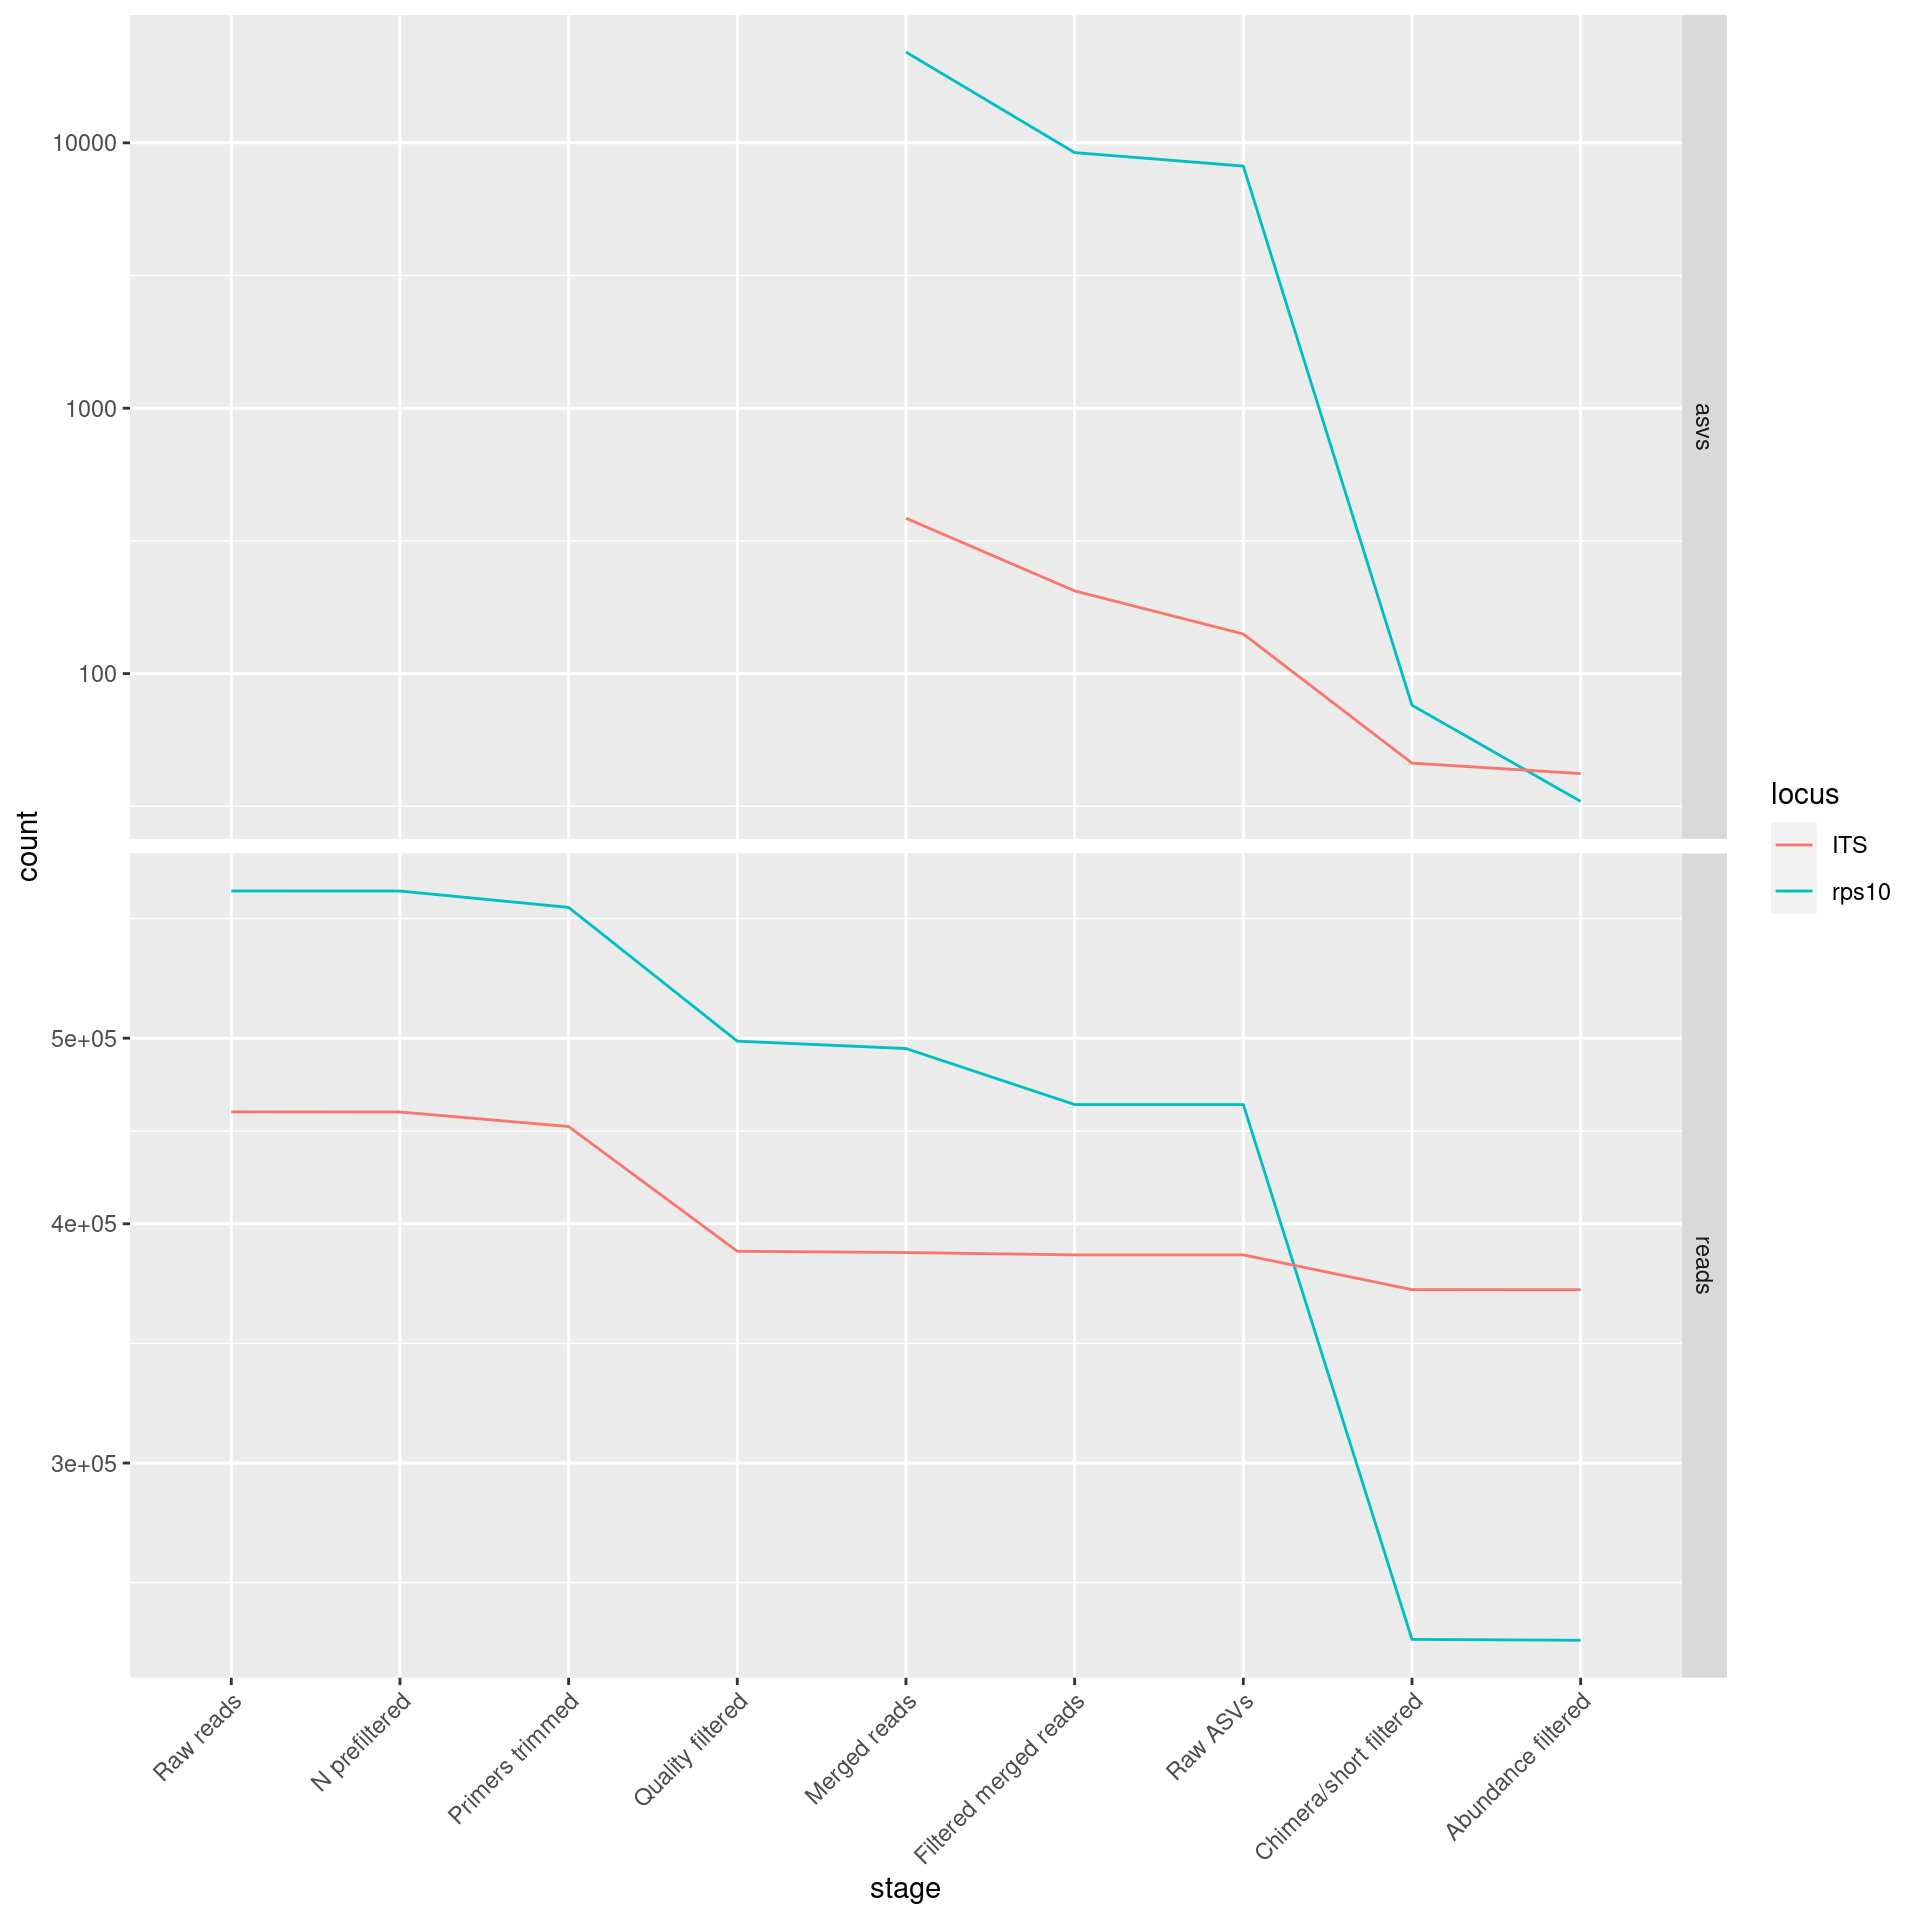 count
10000
1000
100
asvs
5e+05
4e+05
3e+05
reads
Raw reads
N prefiltered
Primers trimmed
Quality filtered
Merged reads
Filtered merged reads
Raw ASVs
Chimera/short filtered
Abundance filtered
stage
locus
ITS
rps10